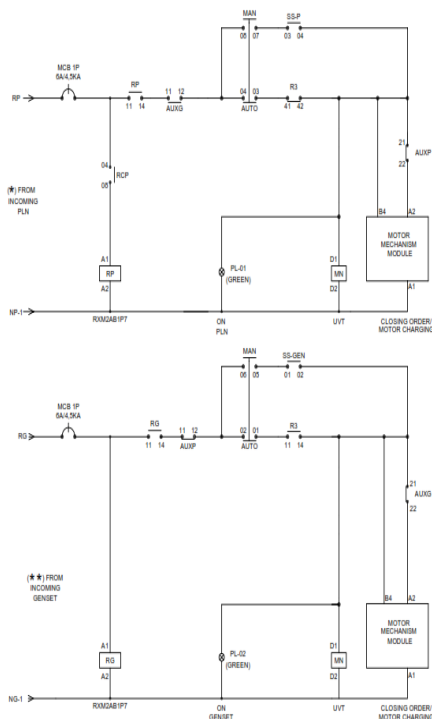 MAN
SS-P
06 07
03 04
MCB 1P
6A/4,5KA
RP
RP
11 14
11 12
AUXG
04 03
AUTO
R3
41 42
21
22
AUXP
04
06
RCP
(*) FROM
INCOMING
PLN
B4
A2
MOTOR
MECHANISM
MODULE
A1
RP
A2
PL-01
(GREEN)
D1
MN
D2
A1
NP-1
RXM2AB1P7
ON
PLN
UVT
CLOSING ORDER/
MOTOR CHARGING
MAN
SS-GEN
06 05
01 02
MCB 1P
6A/4,5KA
RG
RG
11 14
11 12
AUXP
02 01
AUTO
R3
11 14
21
22
AUXG
(**) FROM
INCOMING
GENSET
B4
A2
MOTOR
MECHANISM
MODULE
A1
RG
A2
PL-02
(GREEN)
D1
MN
D2
A1
NG-1
RXM2AB1P7
ON
GENSET
UVT
CLOSING ORDER/
MOTOR CHARGING